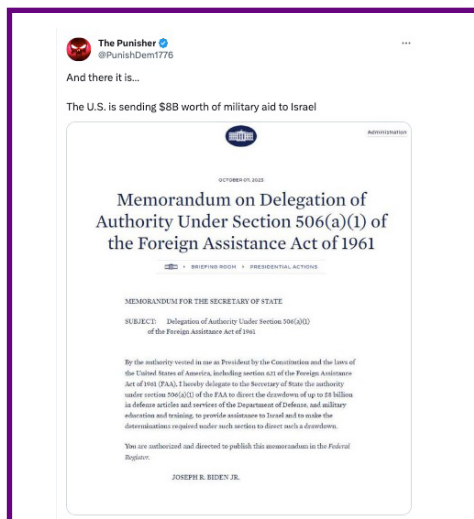 The Punisher
@PunishDem1776
And there it is...
The U.S. is sending $8B worth of military aid to Israel
Administration
OCTOBER 07, 2023
Memorandum on Delegation of
Authority Under Section 506(a)(1) of
the Foreign Assistance Act of 1961
BRIEFING ROOM
PRESIDENTIAL ACTIONS
MEMORANDUM FOR THE SECRETARY OF STATE
SUBJECT: Delegation of Authority Under Section 506(a)(1)
of the Foreign Assistance Act of 1961
By the authority vested in me as President by the Constitution and the laws of
the United States of America, including section 621 of the Foreign Assistance
Act of 1961 (FAA), I hereby delegate to the Secretary of State the authority
under section 506(a)(1) of the FAA to direct the drawdown of up to $8 billion
in defense articles and services of the Department of Defense, and military
education and training, to provide assistance to Israel and to make the
determinations required under such section to direct such a drawdown.
You are authorized and directed to publish this memorandum in the Federal
Register.
JOSEPH R. BIDEN JR.